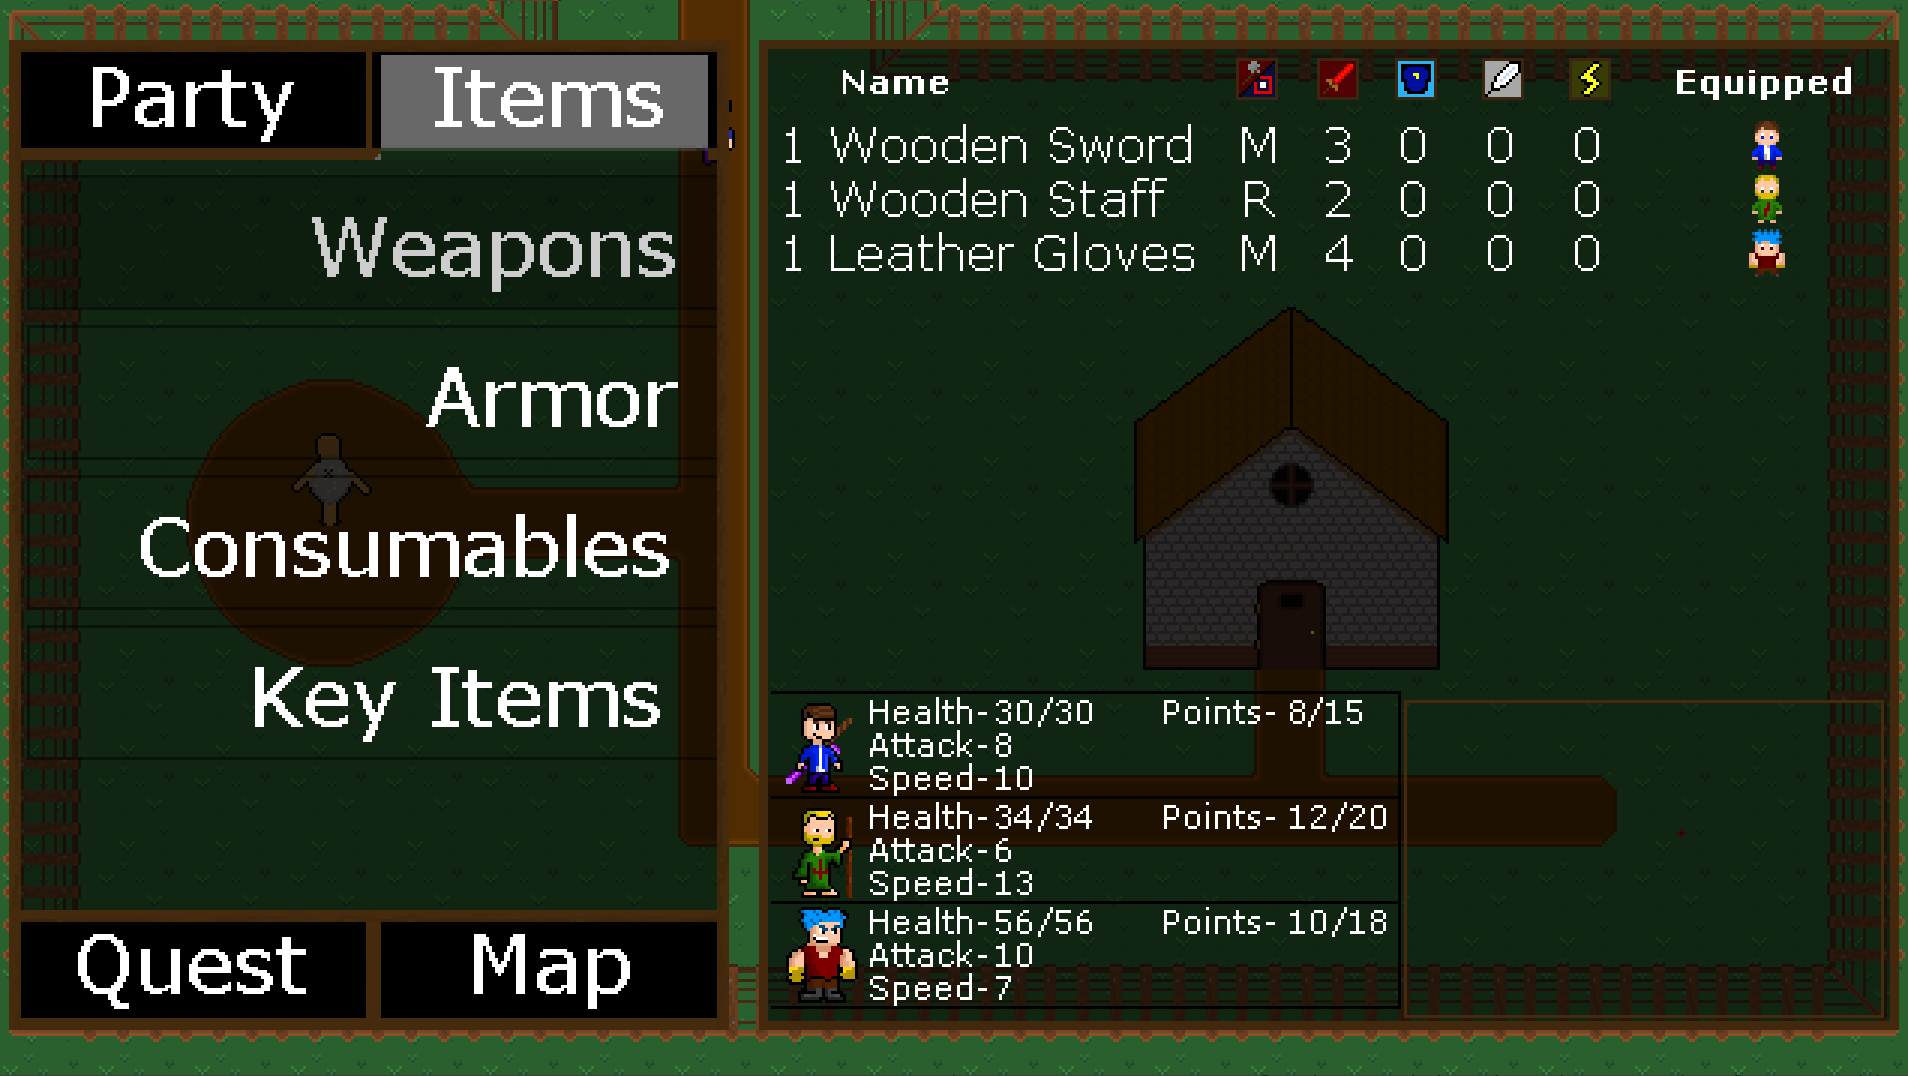 Party
Items
Weapons
Armor
Consumables
Key Items
Quest
Map
Name Equipped
1 Wooden Sword M 3 0 0 0
1 Wooden Staff R 2 0 0 0
1 Leather Gloves M 4 0 0 0
Health-30/30 Points- 8/15
Attack-8
Speed-10
Health-34/34 Points- 12/20
Attack-6
Speed-13
Health-56/56 Points- 10/18
Attack-10
Speed-7